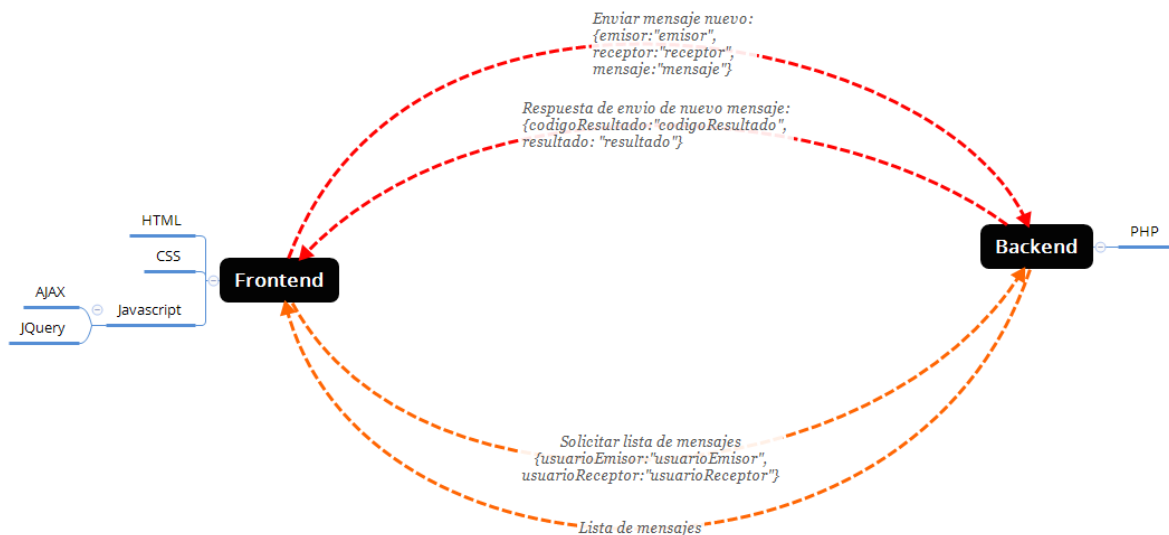 Enviar mensaje nuevo:
{emisor:"emisor",
receptor:"receptor",
mensaje:"mensaje"}
Respuesta de envio de nuevo mensaje:
{codigoResultado:"codigoResultado",
resultado: "resultado"}
HTML
CSS
AJAX
Javascript
JQuery
Frontend
Backend
PHP
Solicitar lista de mensajes
{usuarioEmisor:"usuarioEmisor",
usuarioReceptor:"usuarioReceptor"}
Lista de mensajes